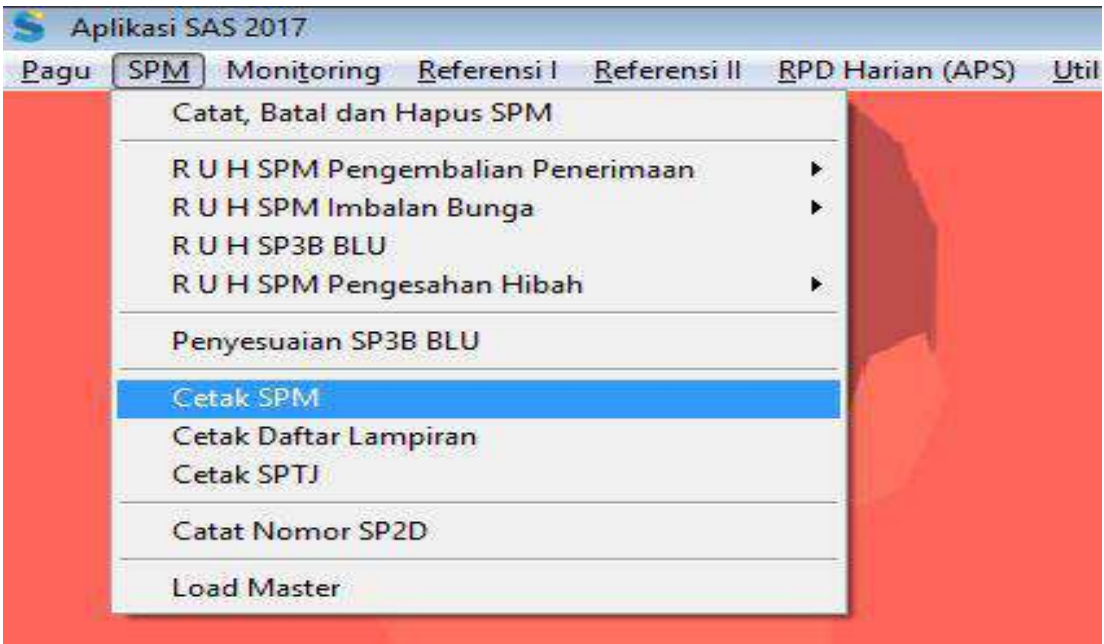 Aplikasi SAS 2017
Pagu SPM Monitoring Referensi I Referensi II RPD Harian (APS) Util
Catat, Batal dan Hapus SPM
R U H SPM Pengembalian Penerimaan
R U H SPM Imbalan Bunga
R U H SP3B BLU
R U H SPM Pengesahan Hibah
Penyesuaian SP3B BLU
Cetak SPM
Cetak Daftar Lampiran
Cetak SPTJ
Catat Nomor SP2D
Load Master